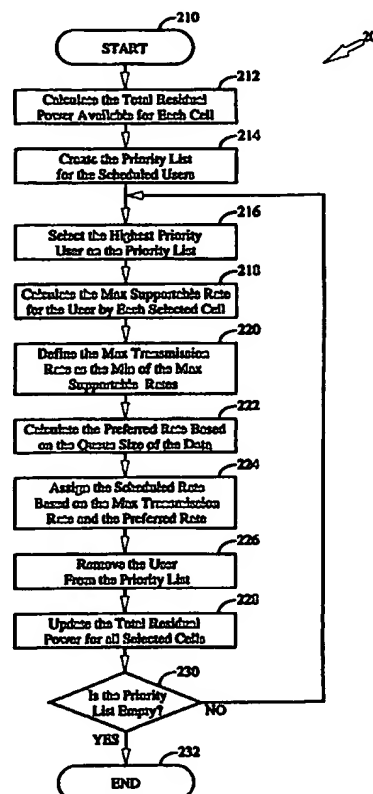 210
START
20
212
Calculate the Total Residual
Power Available for Each Cell
214
Create the Priority List
for the Scheduled Users
216
Select the Highest Priority
User on the Priority List
218
Calculate the Max Supportable Rate
for the User by Each Selected Cell
220
Define the Max Transmission
Rate as the Min of the Max
Supportable Rates
222
Calculate the Preferred Rate Based
on the Queue Size of the Data
224
Assign the Scheduled Rate
Based on the Max Transmission
Rate and the Preferred Rate
226
Remove the User
From the Priority List
228
Update the Total Residual
Power for all Selected Cells
230
Is the Priority
List Empty?
NO
YES
232
END